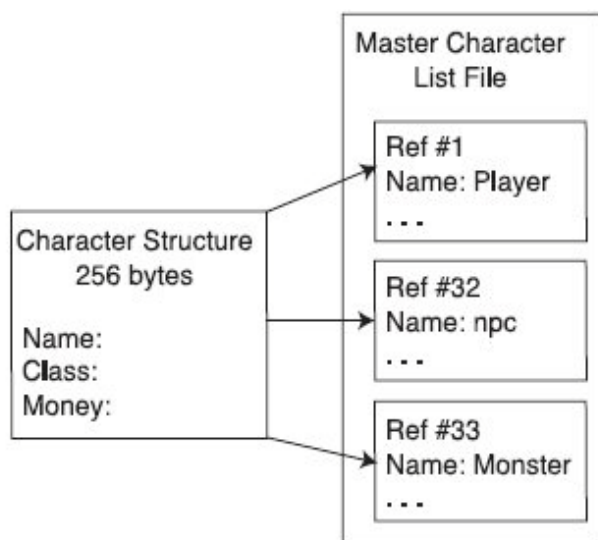 Master Character
List File
Ref #1
Name: Player
...
Character Structure
256 bytes
Name:
Class:
Money:
Ref #32
Name: npc
...
Ref #33
Name: Monster
...